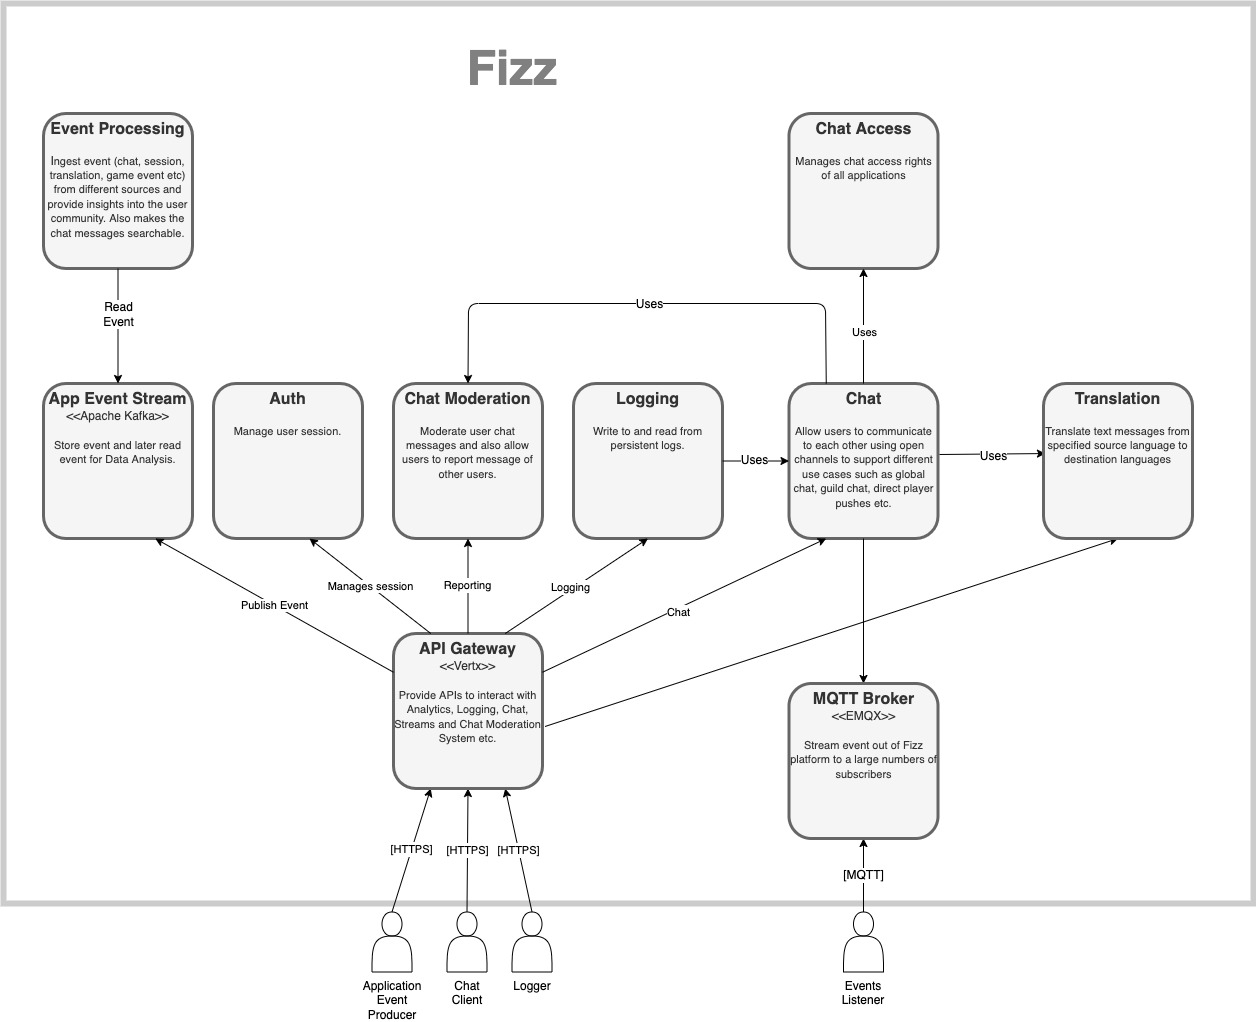 Fizz
Event Processing
Ingest event (chat, session,
translation, game event etc)
from different sources and
provide insights into the user
community. Also makes the
chat messages searchable.
Chat Access
Manages chat access rights
of all applications
Read
Event
Uses
Uses
App Event Stream
<<Apache Kafka>>
Store event and later read
event for Data Analysis.
Auth
Manage user session.
Chat Moderation
Moderate user chat
messages and also allow
users to report message of
other users.
Logging
Write to and read from
persistent logs.
Uses
Chat
Allow users to communicate
to each other using open
channels to support different
use cases such as global
chat, guild chat, direct player
pushes etc.
Uses
Translation
Translate text messages from
specified source language to
destination languages
Publish Event
Manages session
Reporting
Logging
Chat
API Gateway
<<Vertx>>
Provide APIs to interact with
Analytics, Logging, Chat,
Streams and Chat Moderation
System etc.
MQTT Broker
<<EMQX>>
Stream event out of Fizz
platform to a large numbers of
subscribers
[HTTPS]
[HTTPS]
[HTTPS]
[MQTT]
Application
Event
Producer
Chat
Client
Logger
Events
Listener